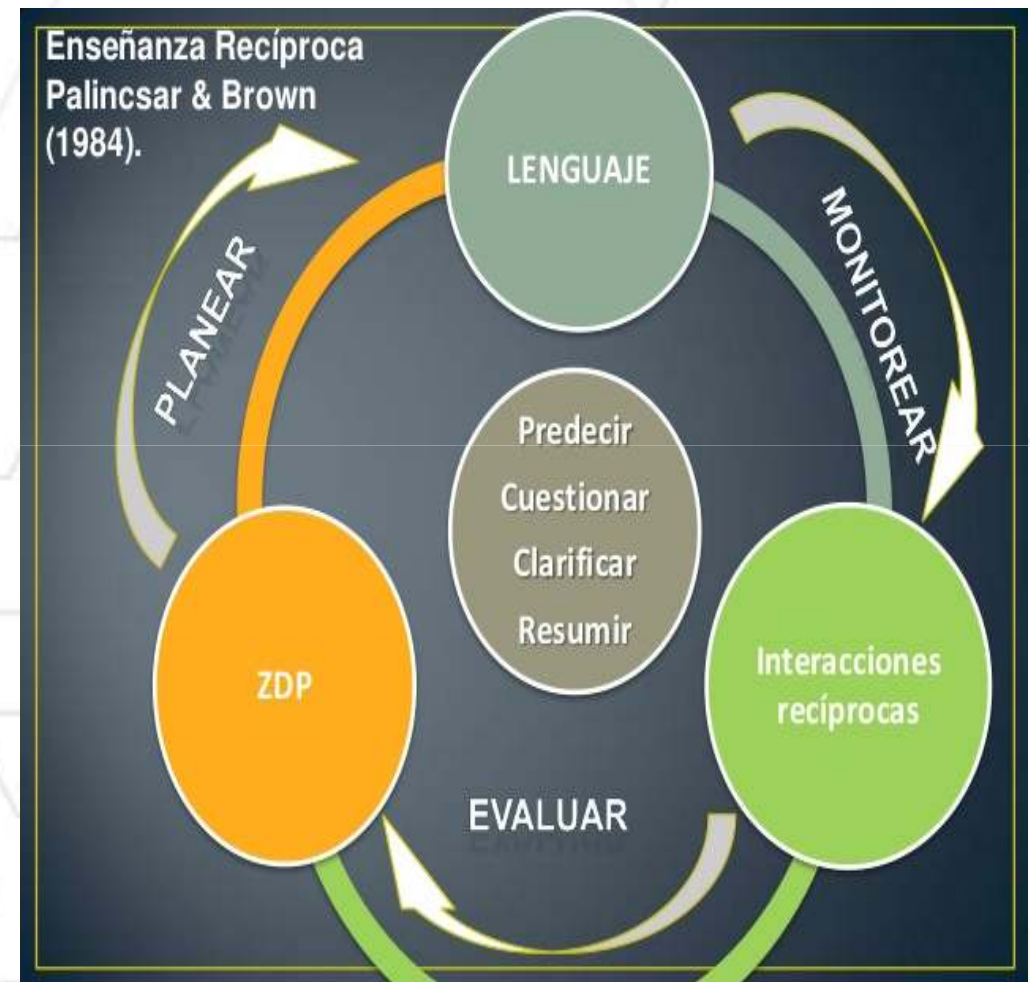 Enseñanza Recíproca
Palincsar & Brown
(1984).
LENGUAJE
PLANEAR
MONITOREAR
Predecir
Cuestionar
Clarificar
Resumir
ZDP
Interacciones
recíprocas
EVALUAR